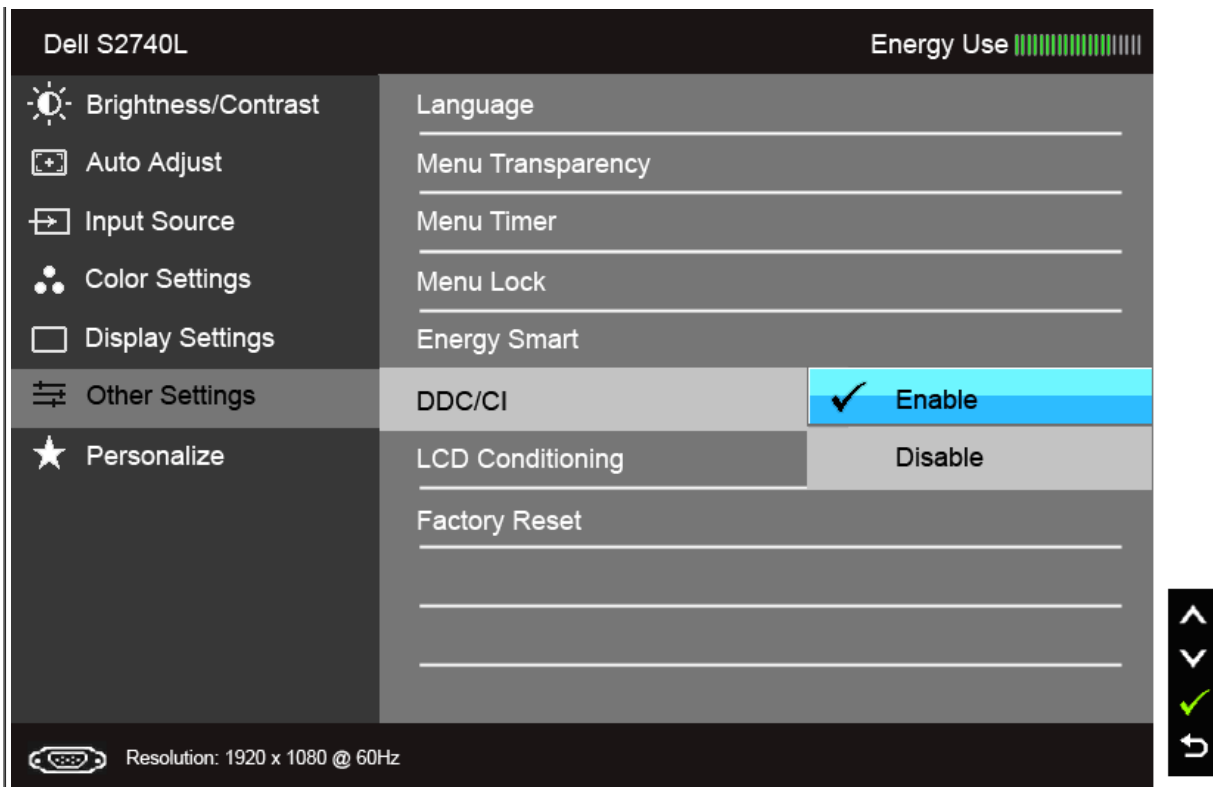 Dell S2740L
Energy Use
Brightness/Contrast
Auto Adjust
Input Source
Color Settings
Display Settings
Other Settings
Personalize
Language
Menu Transparency
Menu Timer
Menu Lock
Energy Smart
DDC/CI
Enable
Disable
LCD Conditioning
Factory Reset
Resolution: 1920 x 1080 @ 60Hz